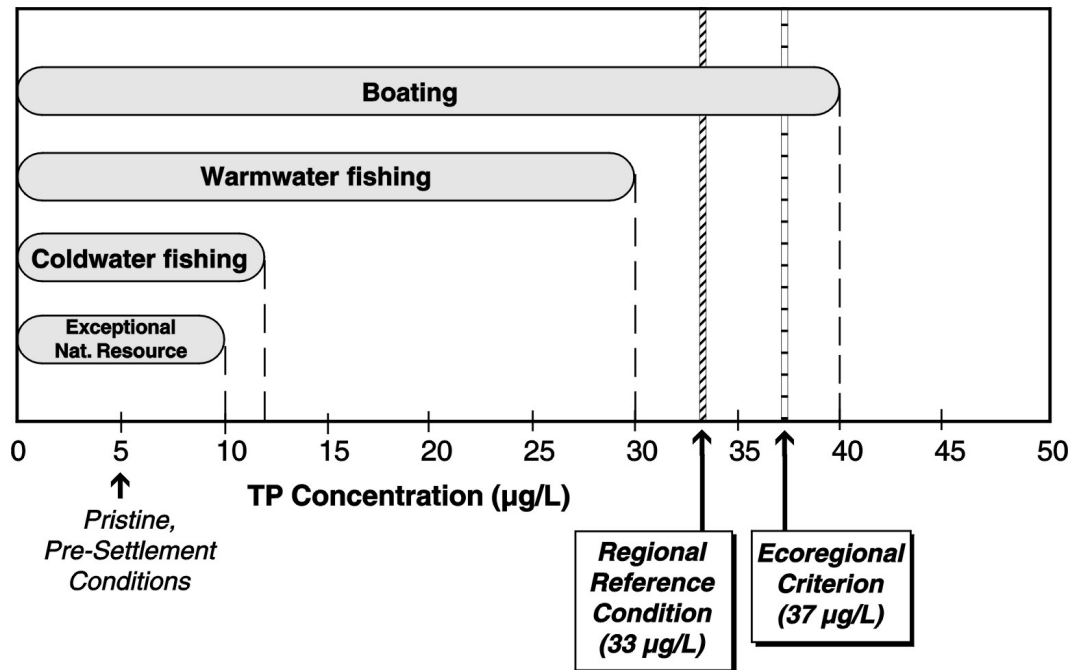 Boating
Warmwater fishing
Coldwater fishing
Exceptional
Nat. Resource
0 5 10 15 20 25 30 35 40 45 50
TP Concentration (µg/L)
Pristine,
Pre-Settlement
Conditions
Regional
Reference
Condition
(33 µg/L)
Ecoregional
Criterion
(37 µg/L)